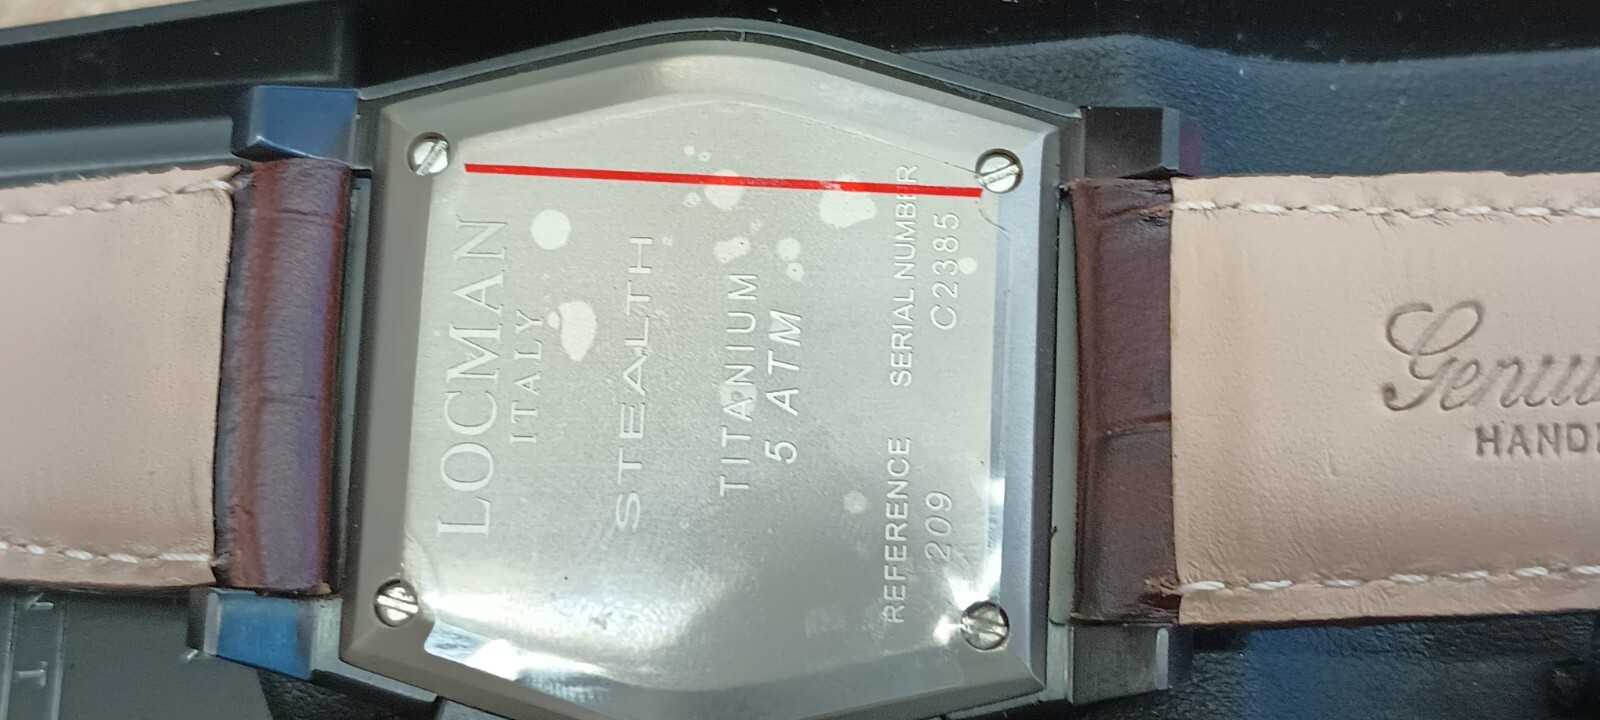 LOCMAN
ITALY
STEALTH
TITANIUM
5 ATM
REFERENCE SERIAL NUMBER
209 C2385
HAND